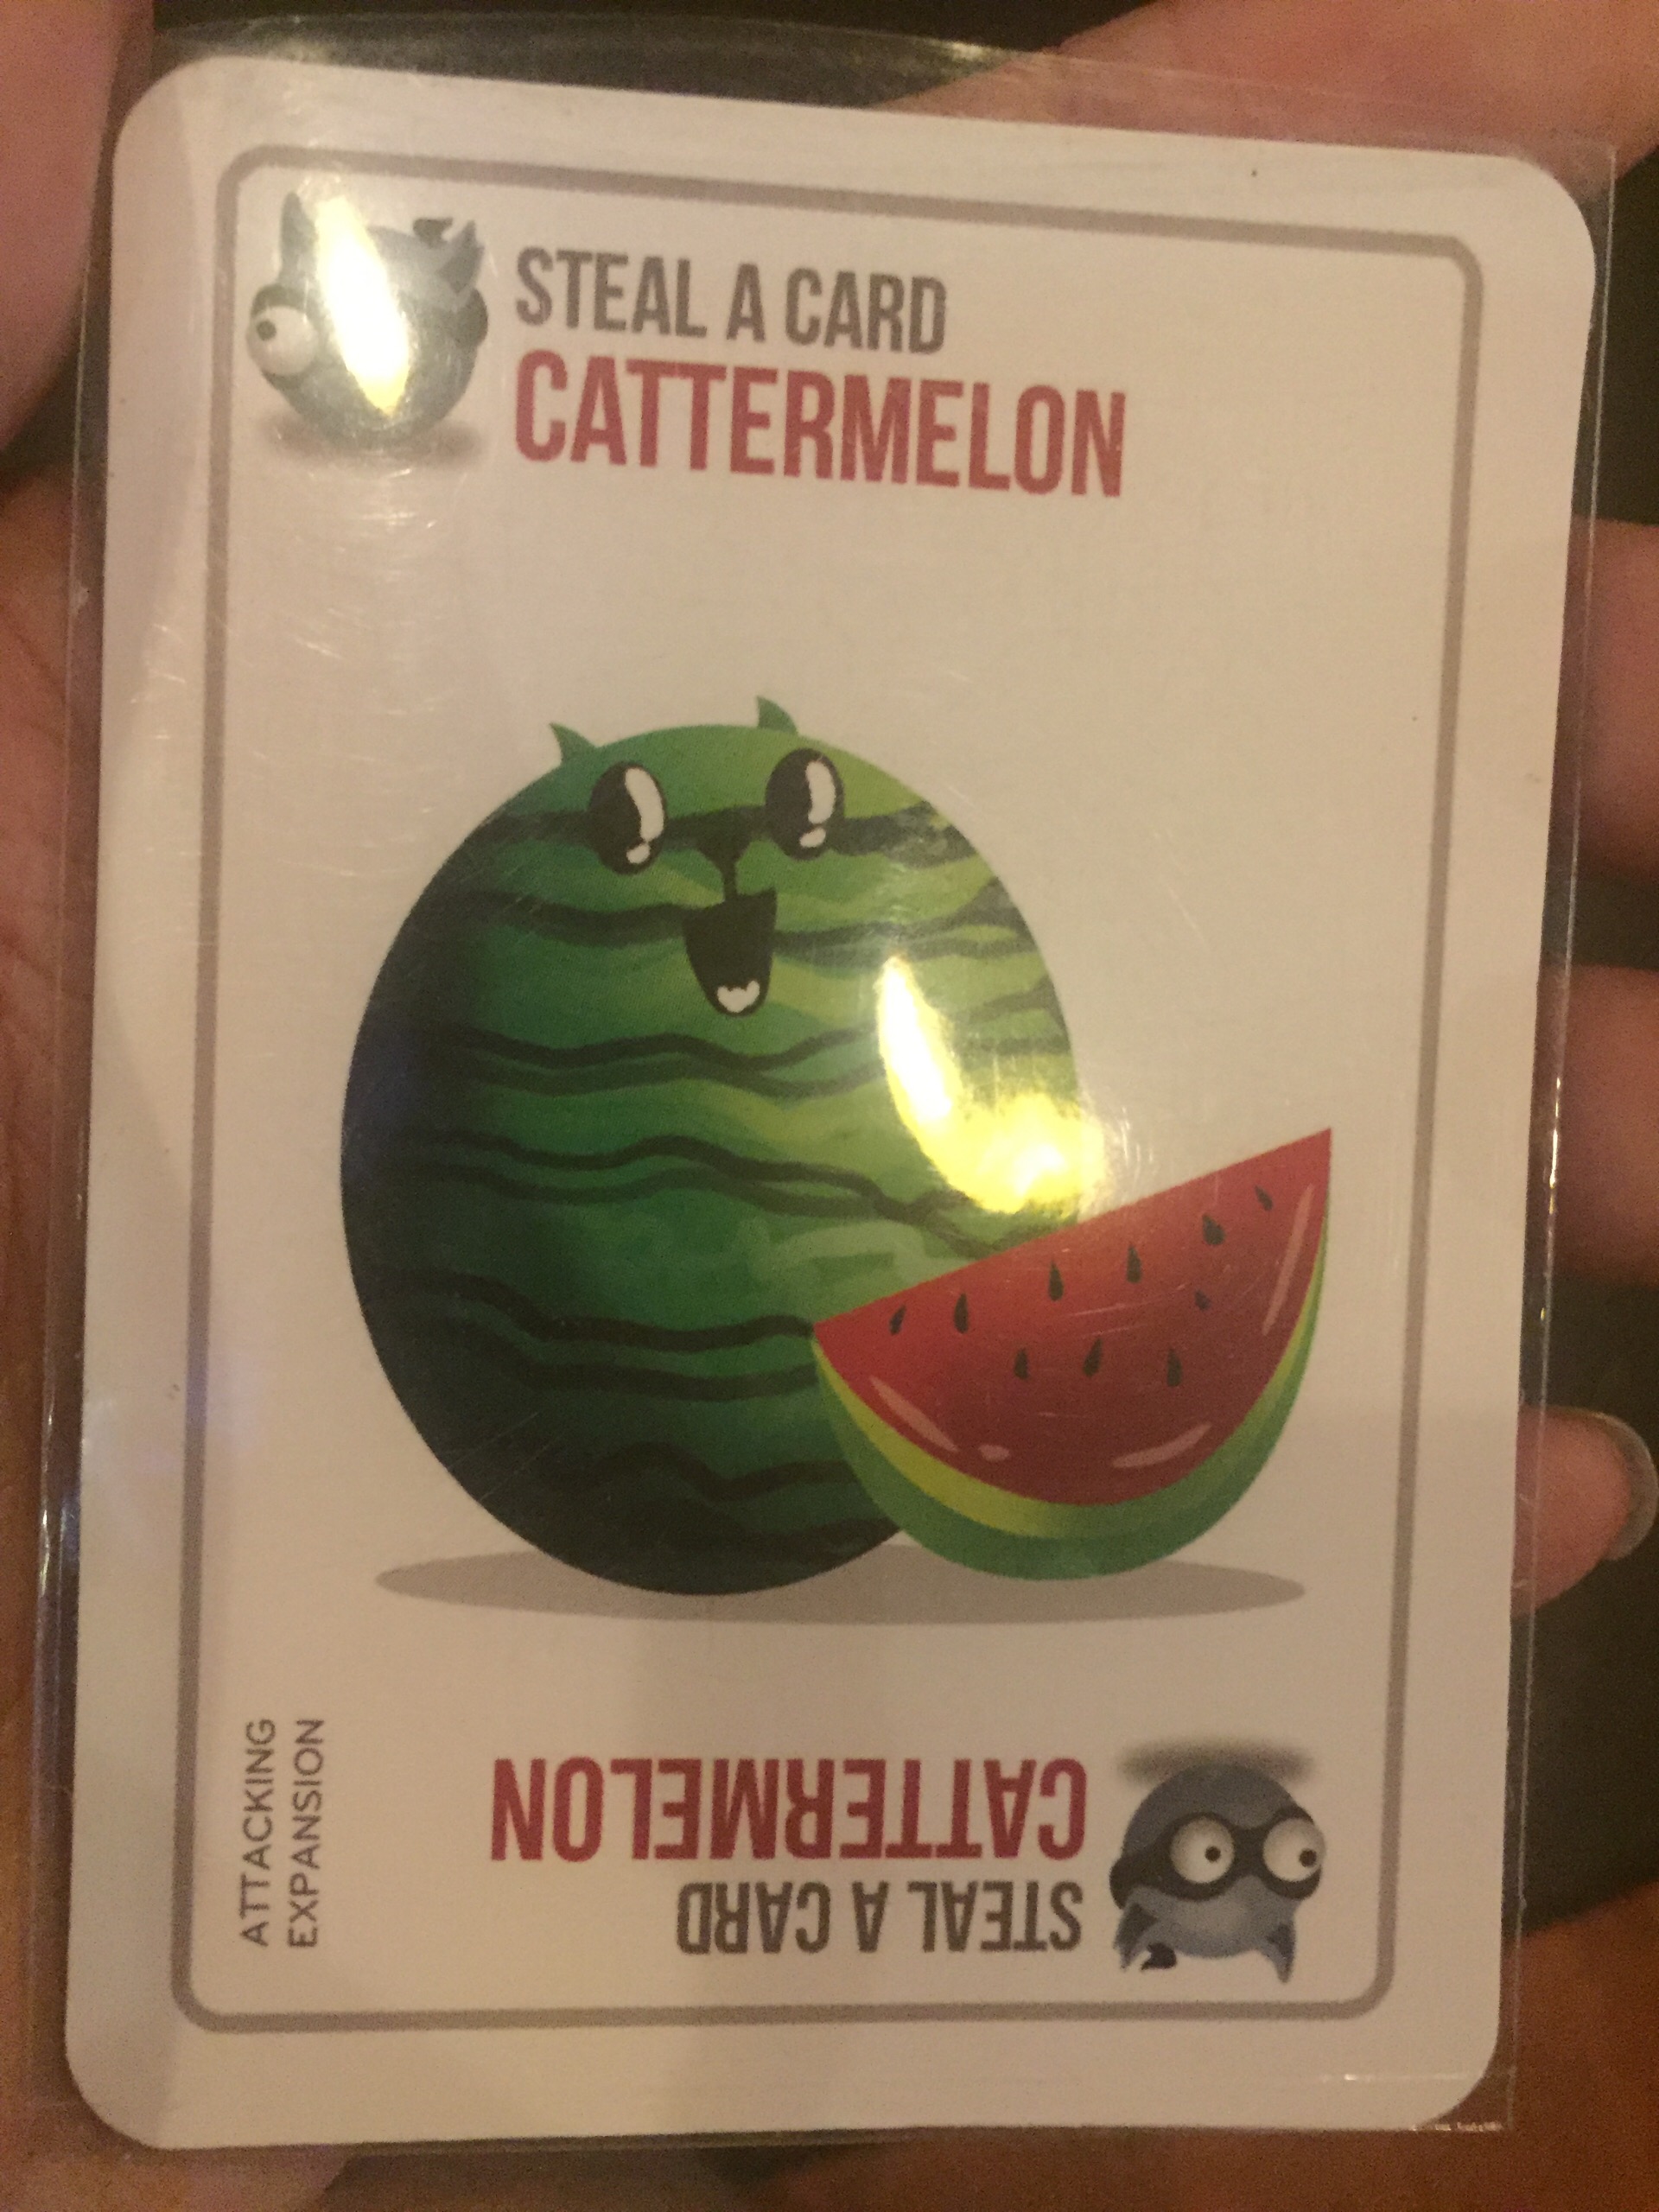 STEAL A CARD
CATTERMELON
ATTACKING
EXPANSION
CATTERMELON
STEAL A CARD